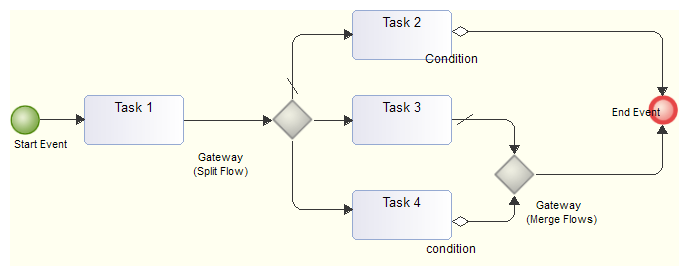 Task 2
Condition
Task 1
Task 3
End Event
Start Event
Gateway
(Split Flow)
Task 4
Gateway
(Merge Flows)
condition